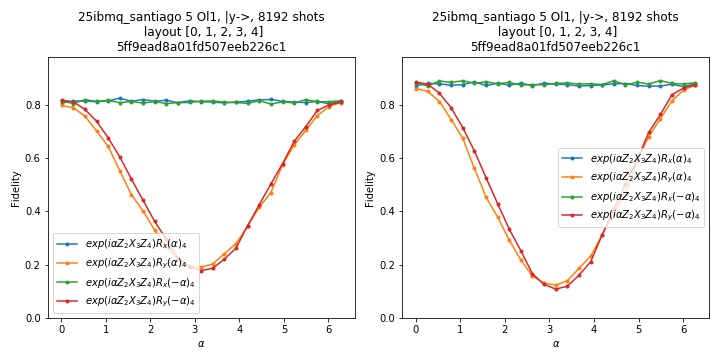 25ibmq_santiago 5 Ol1, |y->, 8192 shots
layout [0, 1, 2, 3, 4]
5ff9ead8a01fd507eeb226c1
Fidelity
0.8
0.6
0.4
0.2
0.0
exp(iαZ₂X₃Z₄)Rₓ(α)₄
exp(iαZ₂X₃Z₄)R_y(α)₄
exp(iαZ₂X₃Z₄)Rₓ(−α)₄
exp(iαZ₂X₃Z₄)R_y(−α)₄
0 1 2 3 4 5 6
α
25ibmq_santiago 5 Ol1, |y->, 8192 shots
layout [0, 1, 2, 3, 4]
5ff9ead8a01fd507eeb226c1
Fidelity
0.8
0.6
0.4
0.2
0.0
exp(iαZ₂X₃Z₄)Rₓ(α)₄
exp(iαZ₂X₃Z₄)R_y(α)₄
exp(iαZ₂X₃Z₄)Rₓ(−α)₄
exp(iαZ₂X₃Z₄)R_y(−α)₄
0 1 2 3 4 5 6
α